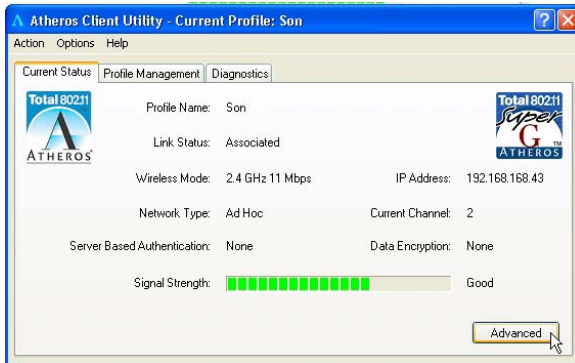 Atheros Client Utility - Current Profile: Son
Action Options Help
Current Status Profile Management Diagnostics
Total 802.11
ATHEROS
Total 802.11
Super
G
TM
ATHEROS
Profile Name: Son
Link Status: Associated
Wireless Mode: 2.4 GHz 11 Mbps IP Address: 192.168.168.43
Network Type: Ad Hoc Current Channel: 2
Server Based Authentication: None Data Encryption: None
Signal Strength: Good
Advanced